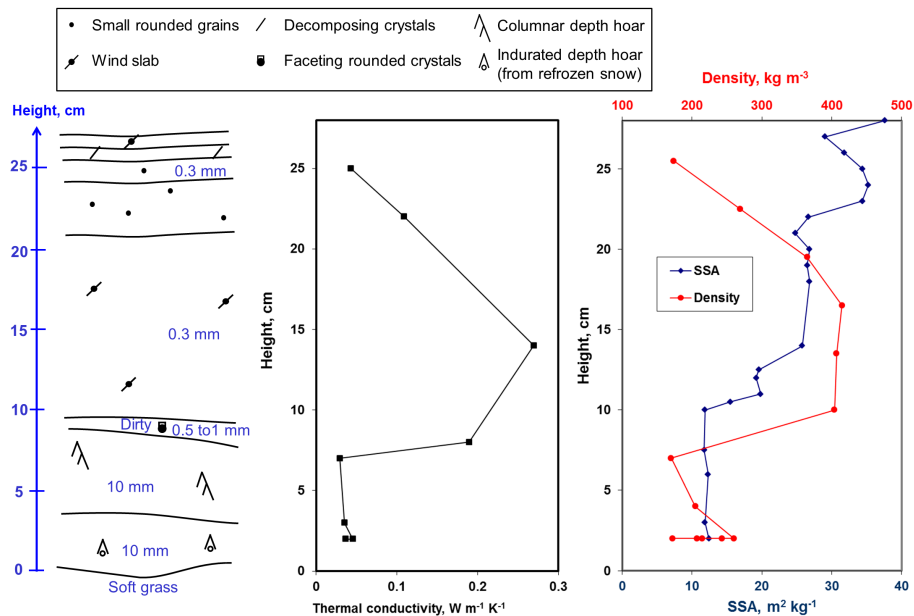 Small rounded grains
Decomposing crystals
Columnar depth hoar
Wind slab
Faceting rounded crystals
Indurated depth hoar
(from refrozen snow)
Height, cm
25
20
15
10
5
0
0.3 mm
0.3 mm
Dirty
0.5 to1 mm
10 mm
10 mm
Soft grass
Height, cm
25
20
15
10
5
0
0
0.1
0.2
0.3
Thermal conductivity, W m-1 K-1
Density, kg m-3
100
200
300
400
500
Height, cm
25
20
15
10
5
0
SSA
Density
0
10
20
30
40
SSA, m2 kg-1